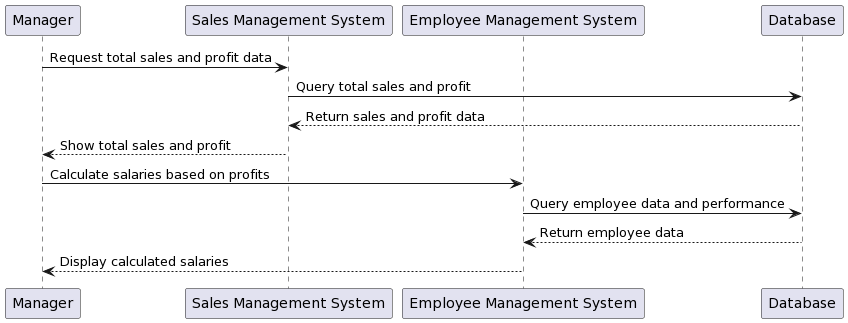 Manager
Sales Management System
Employee Management System
Database
Request total sales and profit data
Query total sales and profit
Return sales and profit data
Show total sales and profit
Calculate salaries based on profits
Query employee data and performance
Return employee data
Display calculated salaries
Manager
Sales Management System
Employee Management System
Database